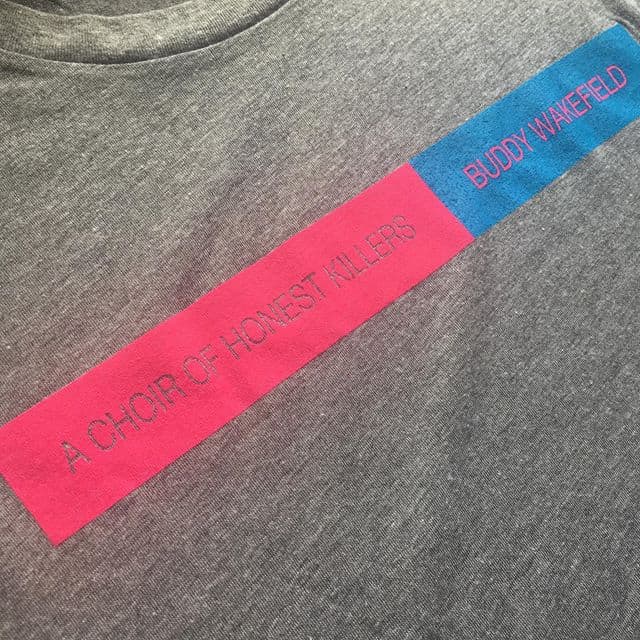 A CHOIR OF HONEST KILLERS
BUDDY WAKEFIELD